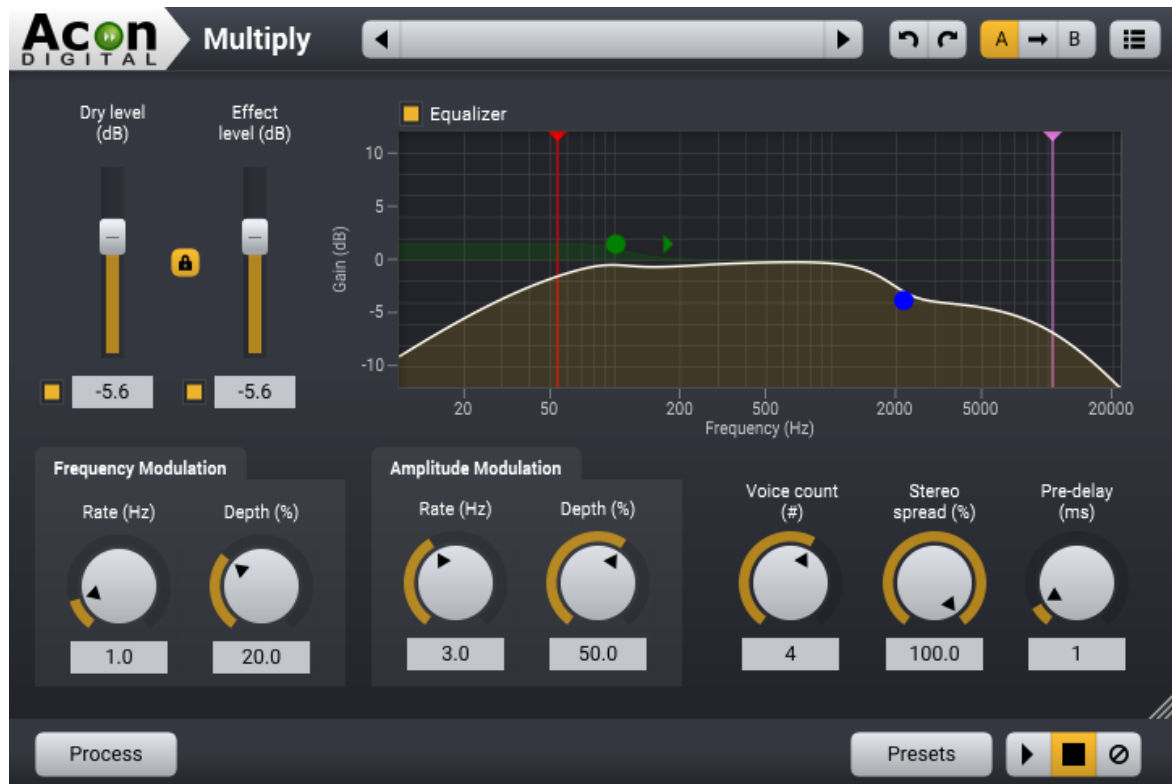 Acon
DIGITAL
Multiply
A
B
Dry level
(dB)
Effect
level (dB)
-5.6
-5.6
Equalizer
10
5
0
-5
-10
Gain (dB)
20
50
200
500
2000
5000
20000
Frequency (Hz)
Frequency Modulation
Rate (Hz)
Depth (%)
1.0
20.0
Amplitude Modulation
Rate (Hz)
Depth (%)
3.0
50.0
Voice count
(#)
Stereo
spread (%)
Pre-delay
(ms)
4
100.0
1
Process
Presets